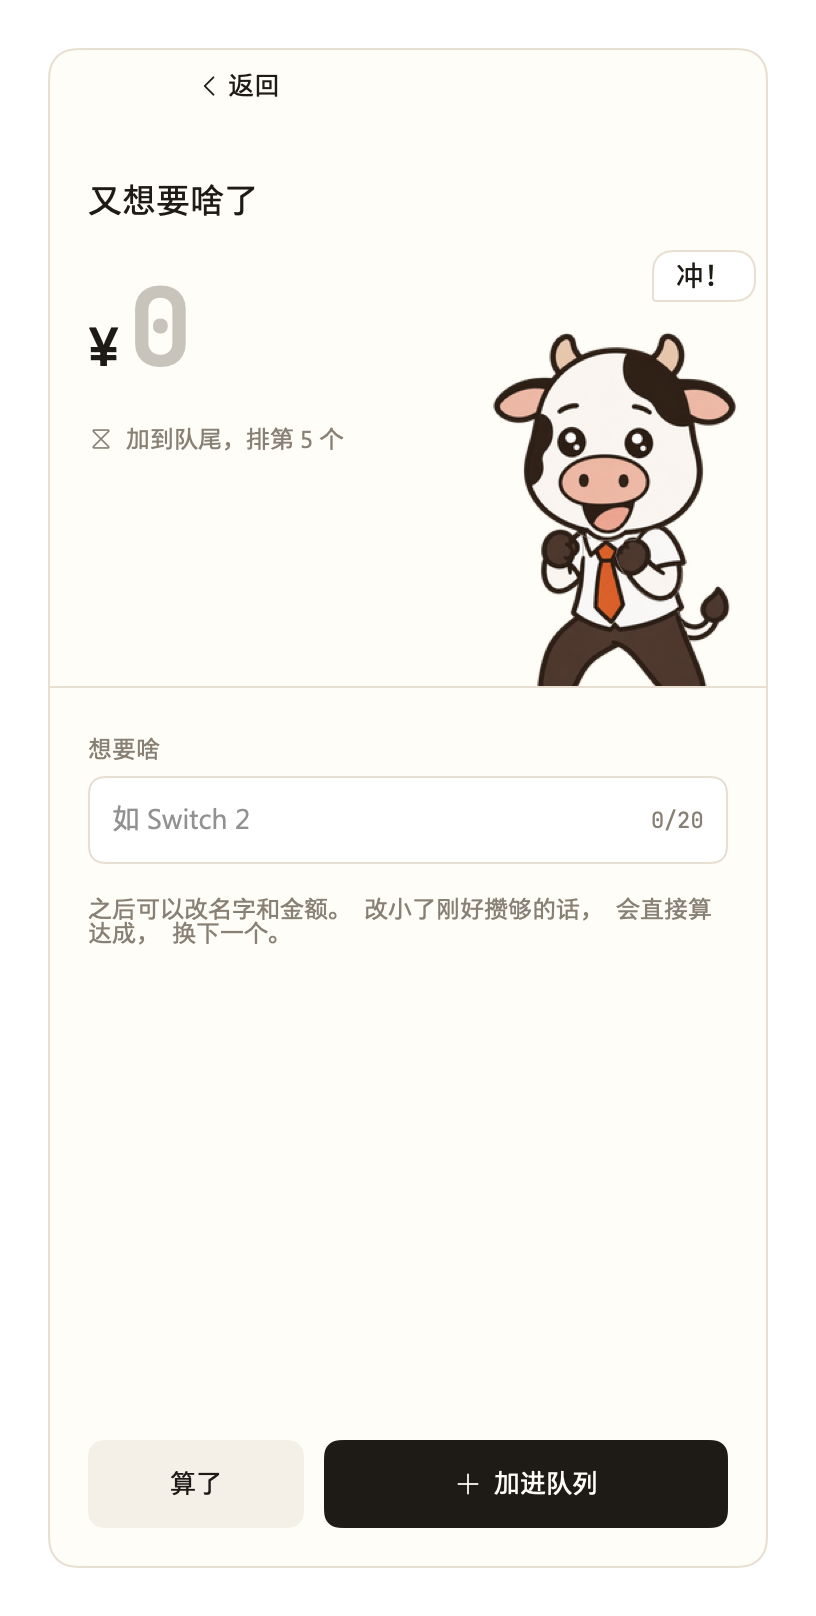 返回
又想要啥了
冲！
¥ 0
加到队尾，排第 5 个
想要啥
如 Switch 2
0/20
之后可以改名字和金额。 改小了刚好攒够的话， 会直接算
达成， 换下一个。
算了
加进队列